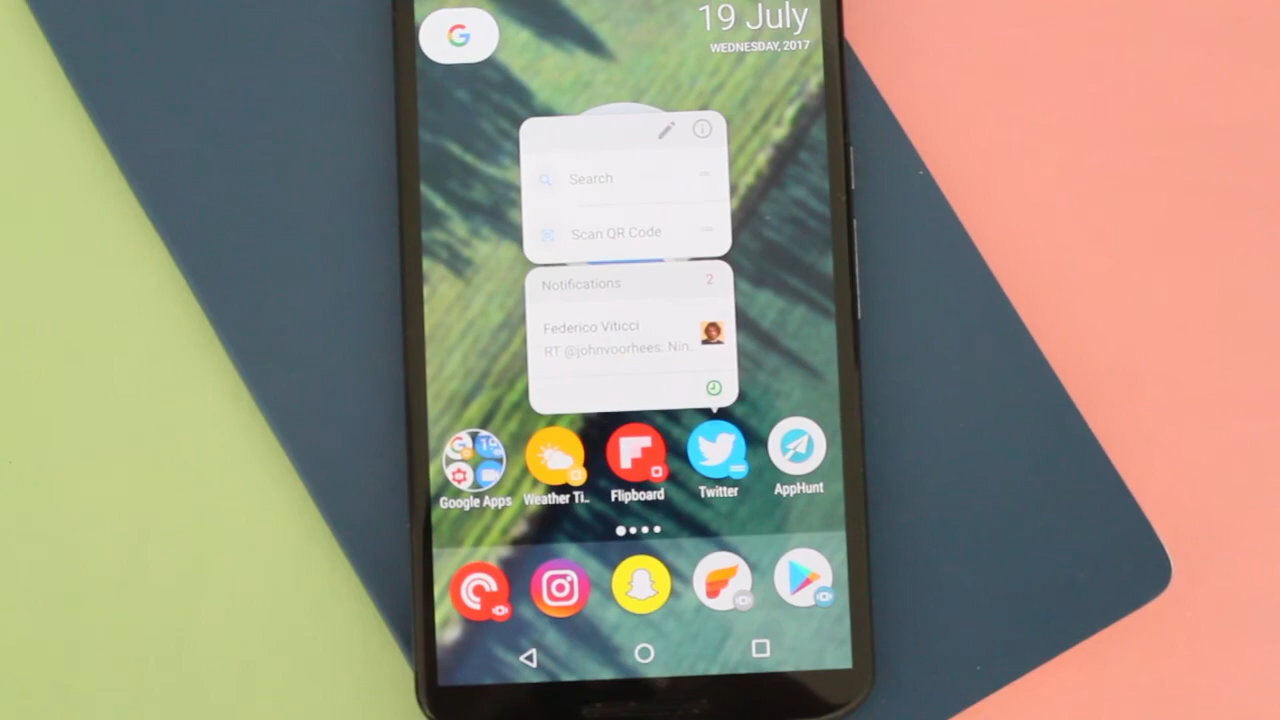 19 July
WEDNESDAY, 2017
Search
Scan QR Code
Notifications
2
Federico Viticci
RT @johnvoorhees: Nin..
Google Apps
Weather Ti..
Flipboard
Twitter
AppHunt